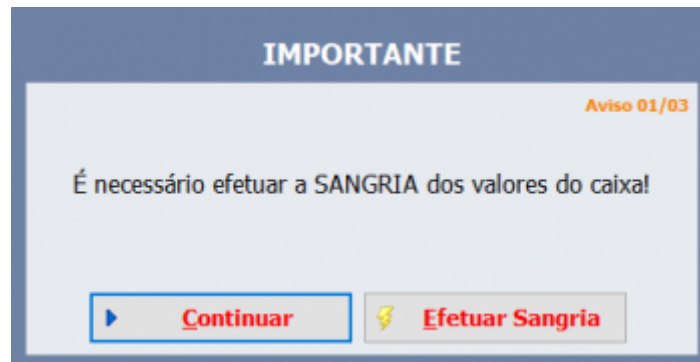 IMPORTANTE
Aviso 01/03
É necessário efetuar a SANGRIA dos valores do caixa!
Continuar
Efetuar Sangria